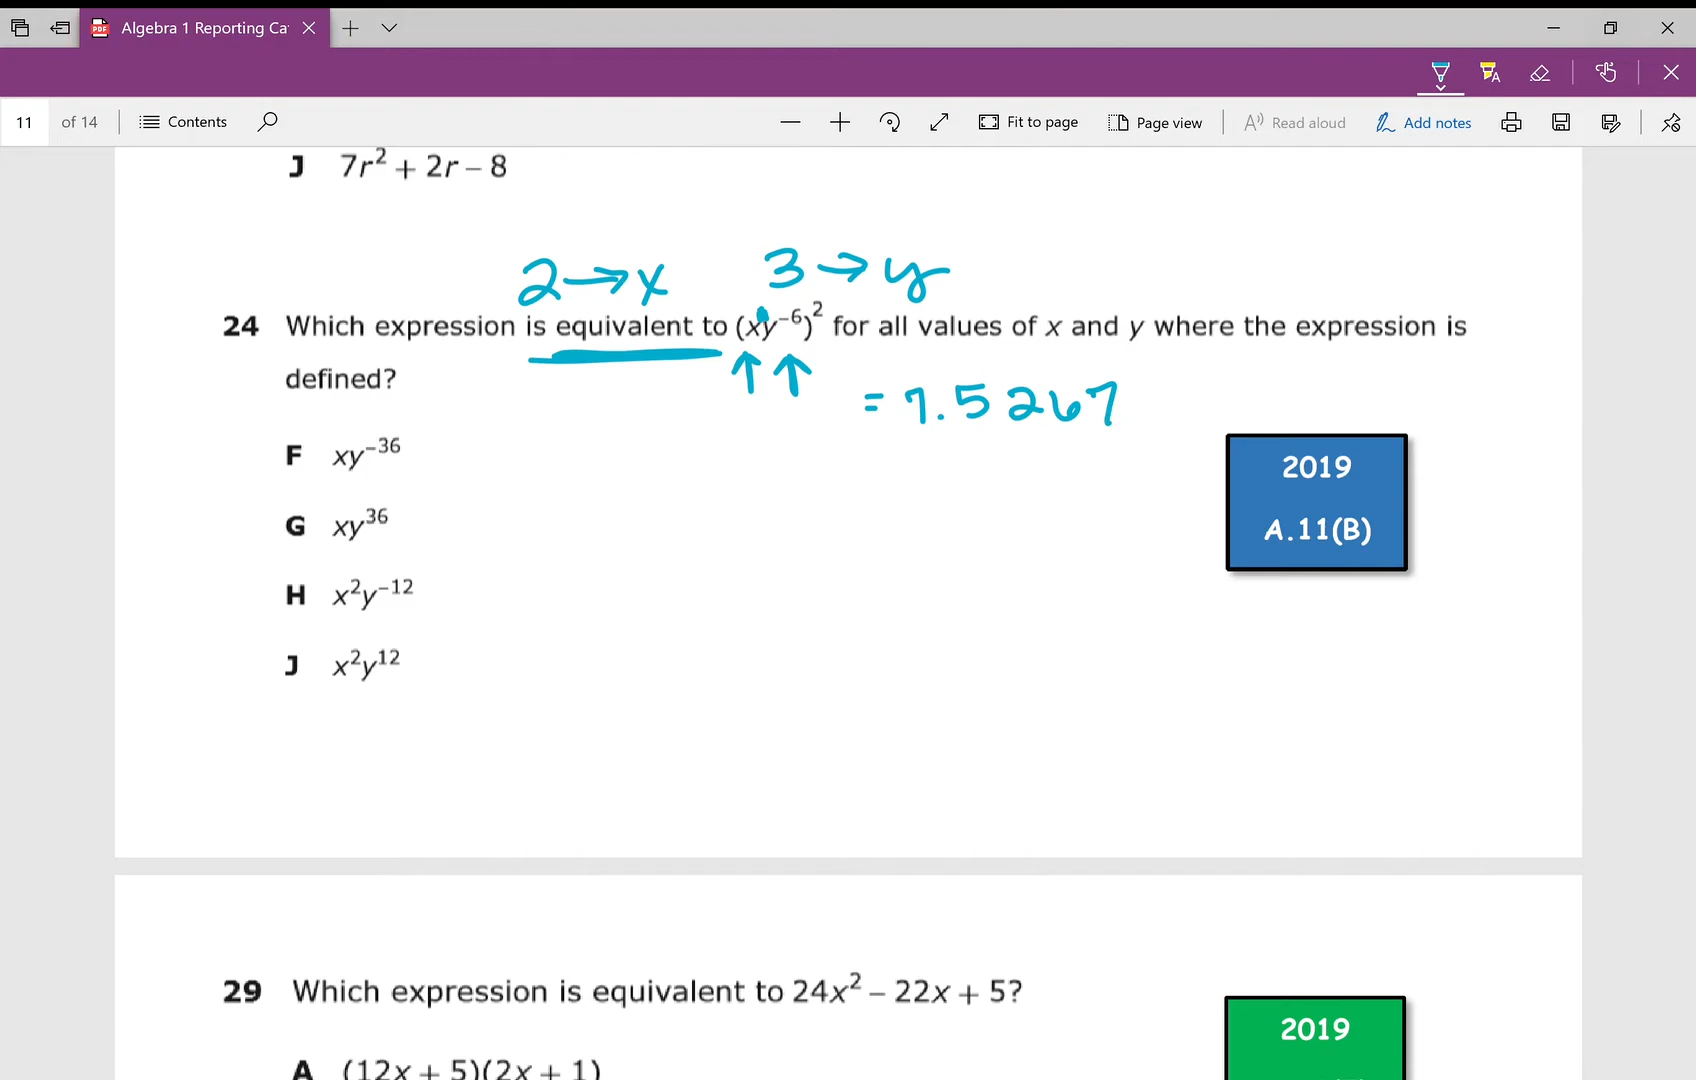 Algebra 1 Reporting Ca
11 of 14 Contents Fit to page Page view Read aloud Add notes
J 7r² + 2r – 8
2 → x 3 → y
24 Which expression is equivalent to (xy⁻⁶)² for all values of x and y where the expression is
defined?
= 7.5267
F xy⁻³⁶
G xy³⁶
H x²y⁻¹²
J x²y¹²
2019
A.11(B)
29 Which expression is equivalent to 24x² – 22x + 5?
2019
A (12x + 5)(2x + 1)